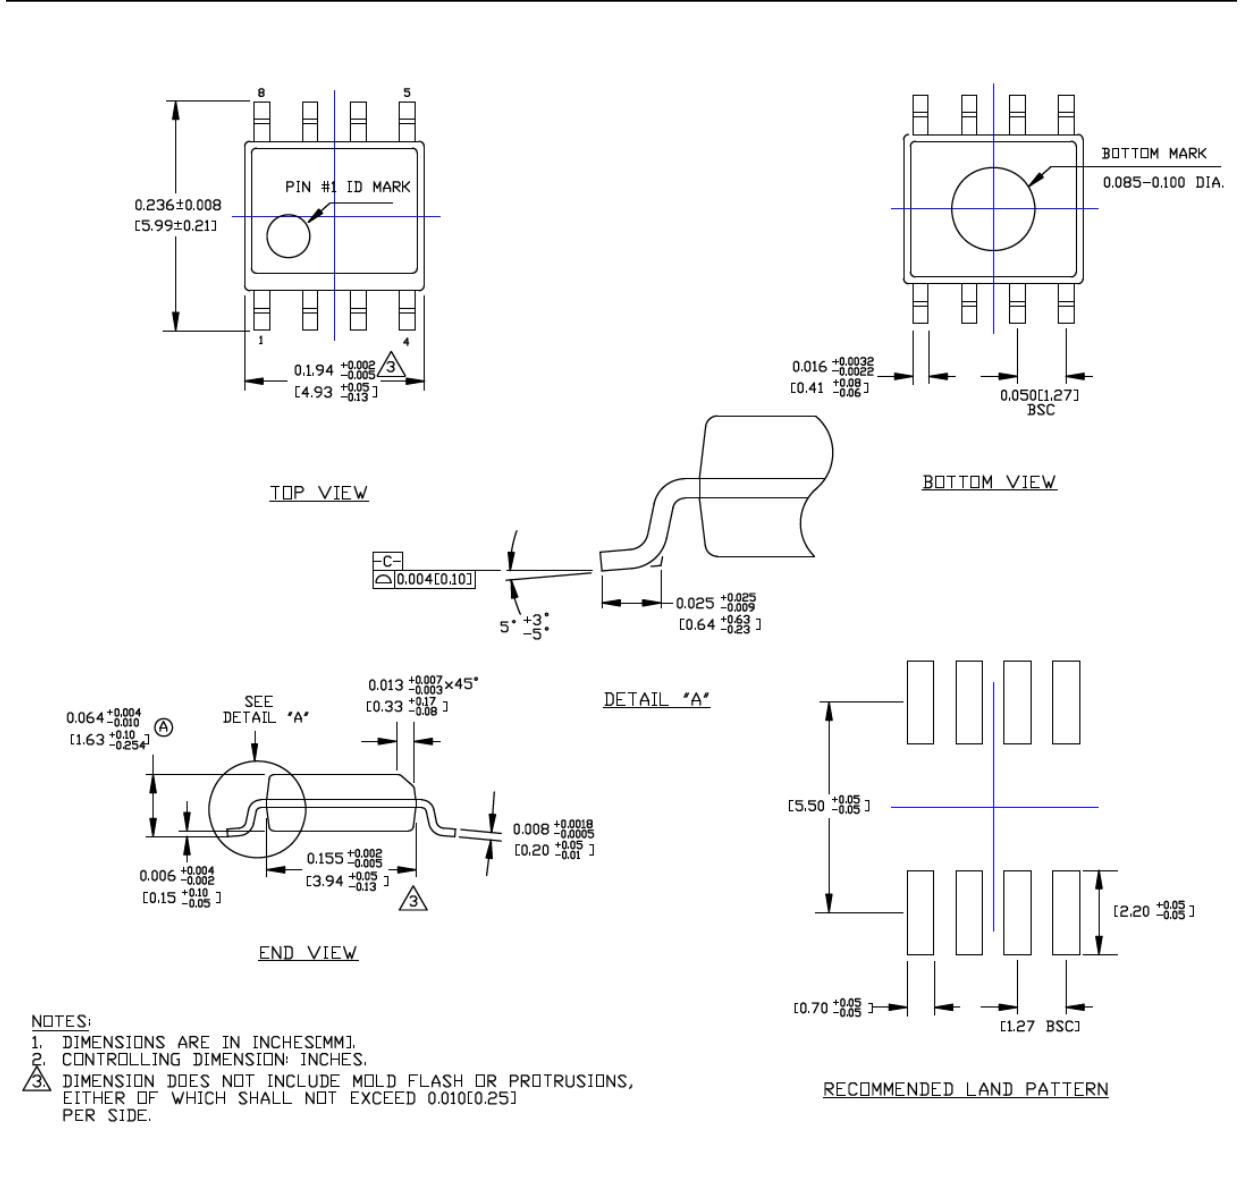 8
5
PIN #1 ID MARK
0.236±0.008
[5.99±0.21]
1
4
0.1.94 +0.002 -0.005 3
[4.93 +0.05 -0.13 ]
TOP VIEW
BOTTOM MARK
0.085-0.100 DIA.
0.016 +0.0032 -0.0022
[0.41 +0.08 -0.06 ]
0.050[1.27]
BSC
BOTTOM VIEW
-C-
0.004[0.10]
5° +3° -5°
0.025 +0.025 -0.009
[0.64 +0.63 -0.23 ]
DETAIL "A"
0.013 +0.007 -0.003 ×45°
[0.33 +0.17 -0.08 ]
SEE
DETAIL "A"
0.064 +0.004 -0.010
[1.63 +0.10 -0.254 ] A
0.008 +0.0018 -0.0005
[0.20 +0.05 -0.01 ]
0.155 +0.002 -0.005
[3.94 +0.05 -0.13 ]
3
0.006 +0.004 -0.002
[0.15 +0.10 -0.05 ]
END VIEW
[5.50 +0.05 -0.05 ]
[2.20 +0.05 -0.05 ]
[0.70 +0.05 -0.05 ]
[1.27 BSC]
RECOMMENDED LAND PATTERN
NOTES:
1. DIMENSIONS ARE IN INCHES[MM].
2. CONTROLLING DIMENSION: INCHES.
3. DIMENSION DOES NOT INCLUDE MOLD FLASH OR PROTRUSIONS,
EITHER OF WHICH SHALL NOT EXCEED 0.010[0.25]
PER SIDE.